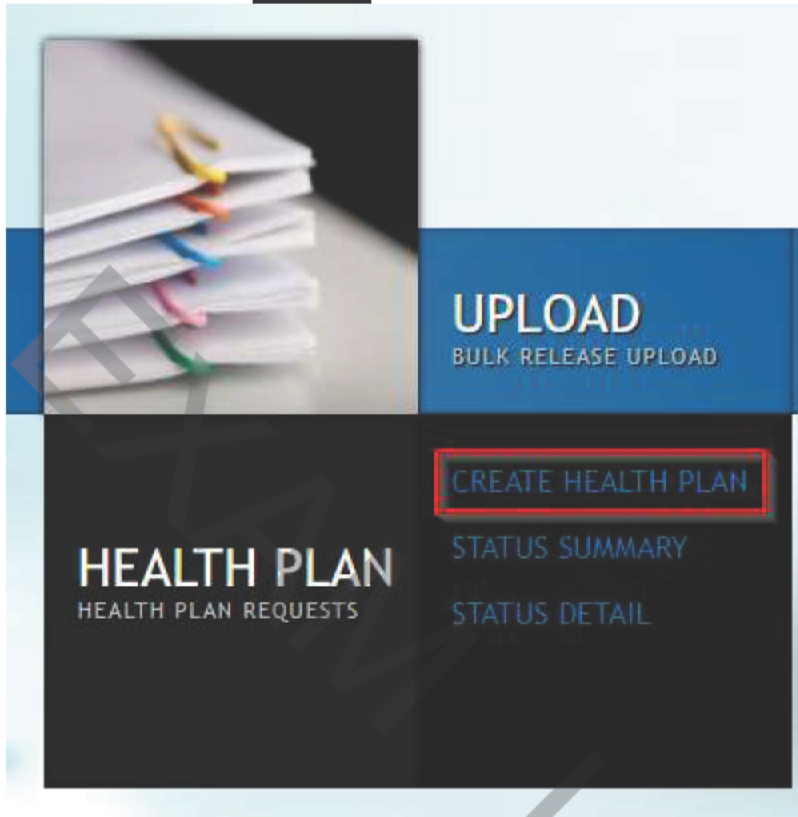 UPLOAD
BULK RELEASE UPLOAD
CREATE HEALTH PLAN
HEALTH PLAN
HEALTH PLAN REQUESTS
STATUS SUMMARY
STATUS DETAIL